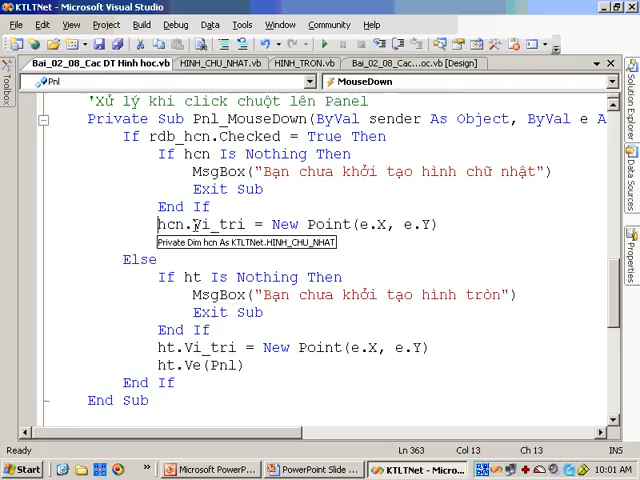 KTLTNet - Microsoft Visual Studio
File Edit View Project Build Debug Data Tools Window Community Help
Bai_02_08_Cac DT Hinh hoc.vb HINH_CHU_NHAT.vb HINH_TRON.vb Bai_02_08_Cac...oc.vb [Design]
Pnl MouseDown
'Xử lý khi click chuột lên Panel
Private Sub Pnl_MouseDown(ByVal sender As Object, ByVal e A
If rdb_hcn.Checked = True Then
If hcn Is Nothing Then
MsgBox("Bạn chưa khởi tạo hình chữ nhật")
Exit Sub
End If
hcn.Vi_tri = New Point(e.X, e.Y)
Private Dim hcn As KTLTNet.HINH_CHU_NHAT
Else
If ht Is Nothing Then
MsgBox("Bạn chưa khởi tạo hình tròn")
Exit Sub
End If
ht.Vi_tri = New Point(e.X, e.Y)
ht.Ve(Pnl)
End If
End Sub
Toolbox
Solution Explorer
Properties
Ready Ln 363 Col 13 Ch 13 INS
Start Microsoft PowerP... PowerPoint Slide ... KTLTNet - Micros... 10:01 AM